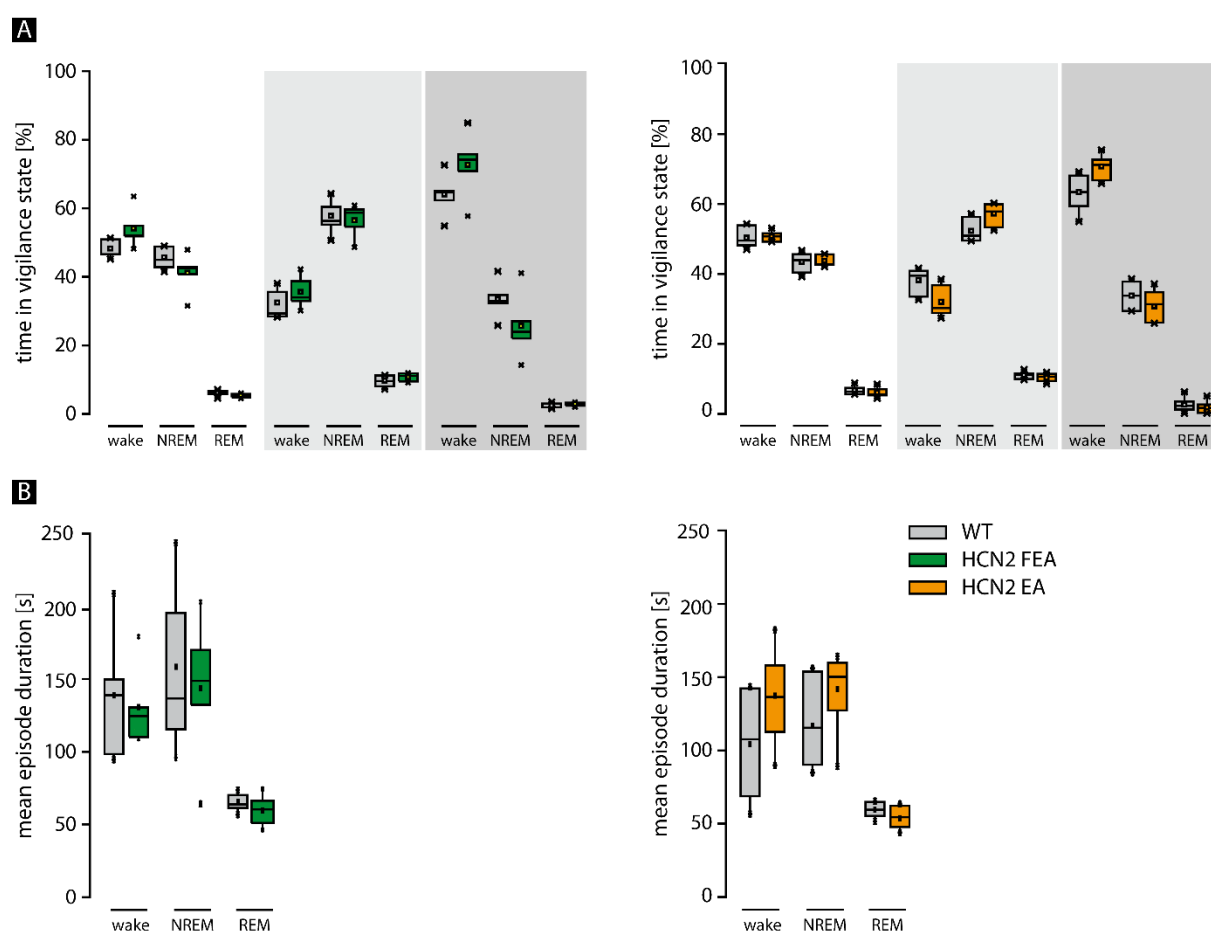 A
time in vigilance state [%]
100
80
60
40
20
0
wake NREM REM wake NREM REM wake NREM REM
time in vigilance state [%]
100
80
60
40
20
0
wake NREM REM wake NREM REM wake NREM REM
B
mean episode duration [s]
250
200
150
100
50
0
wake NREM REM
mean episode duration [s]
250
200
150
100
50
0
wake NREM REM
WT
HCN2 FEA
HCN2 EA